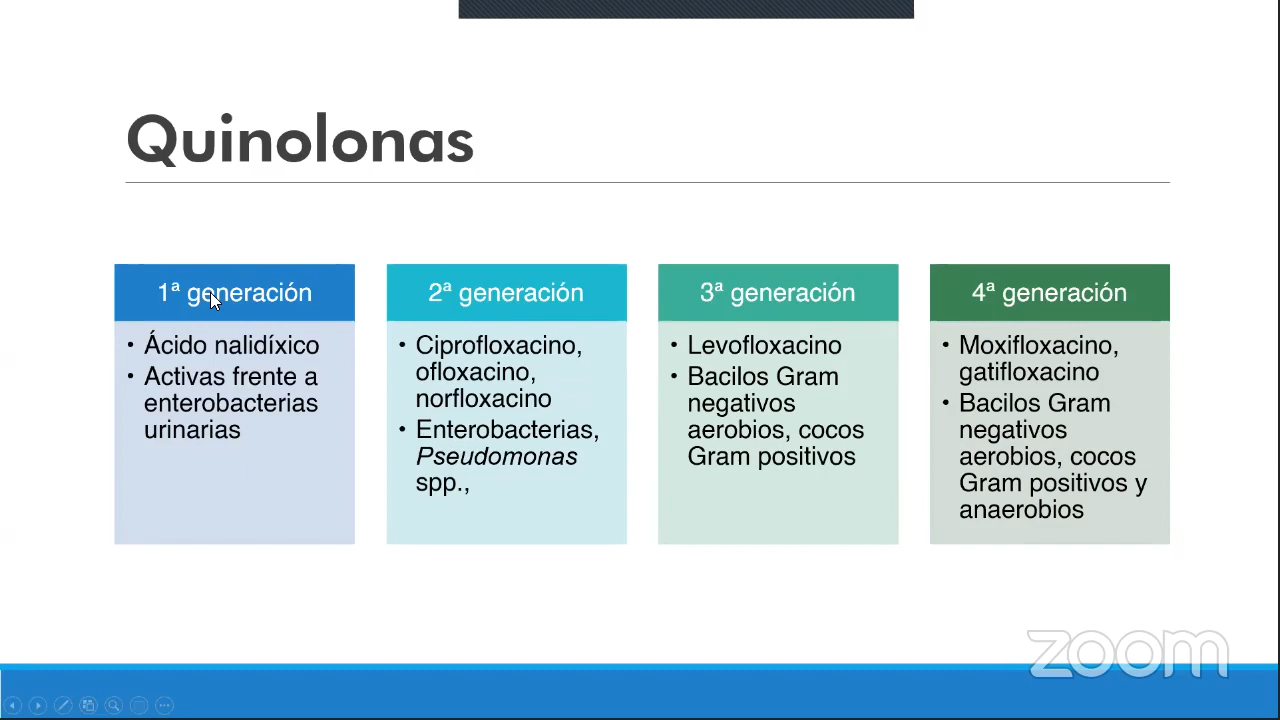 Quinolonas
1ª generación
• Ácido nalidíxico
• Activas frente a
enterobacterias
urinarias
2ª generación
• Ciprofloxacino,
ofloxacino,
norfloxacino
• Enterobacterias,
Pseudomonas
spp.,
3ª generación
• Levofloxacino
• Bacilos Gram
negativos
aerobios, cocos
Gram positivos
4ª generación
• Moxifloxacino,
gatifloxacino
• Bacilos Gram
negativos
aerobios, cocos
Gram positivos y
anaerobios
zoom